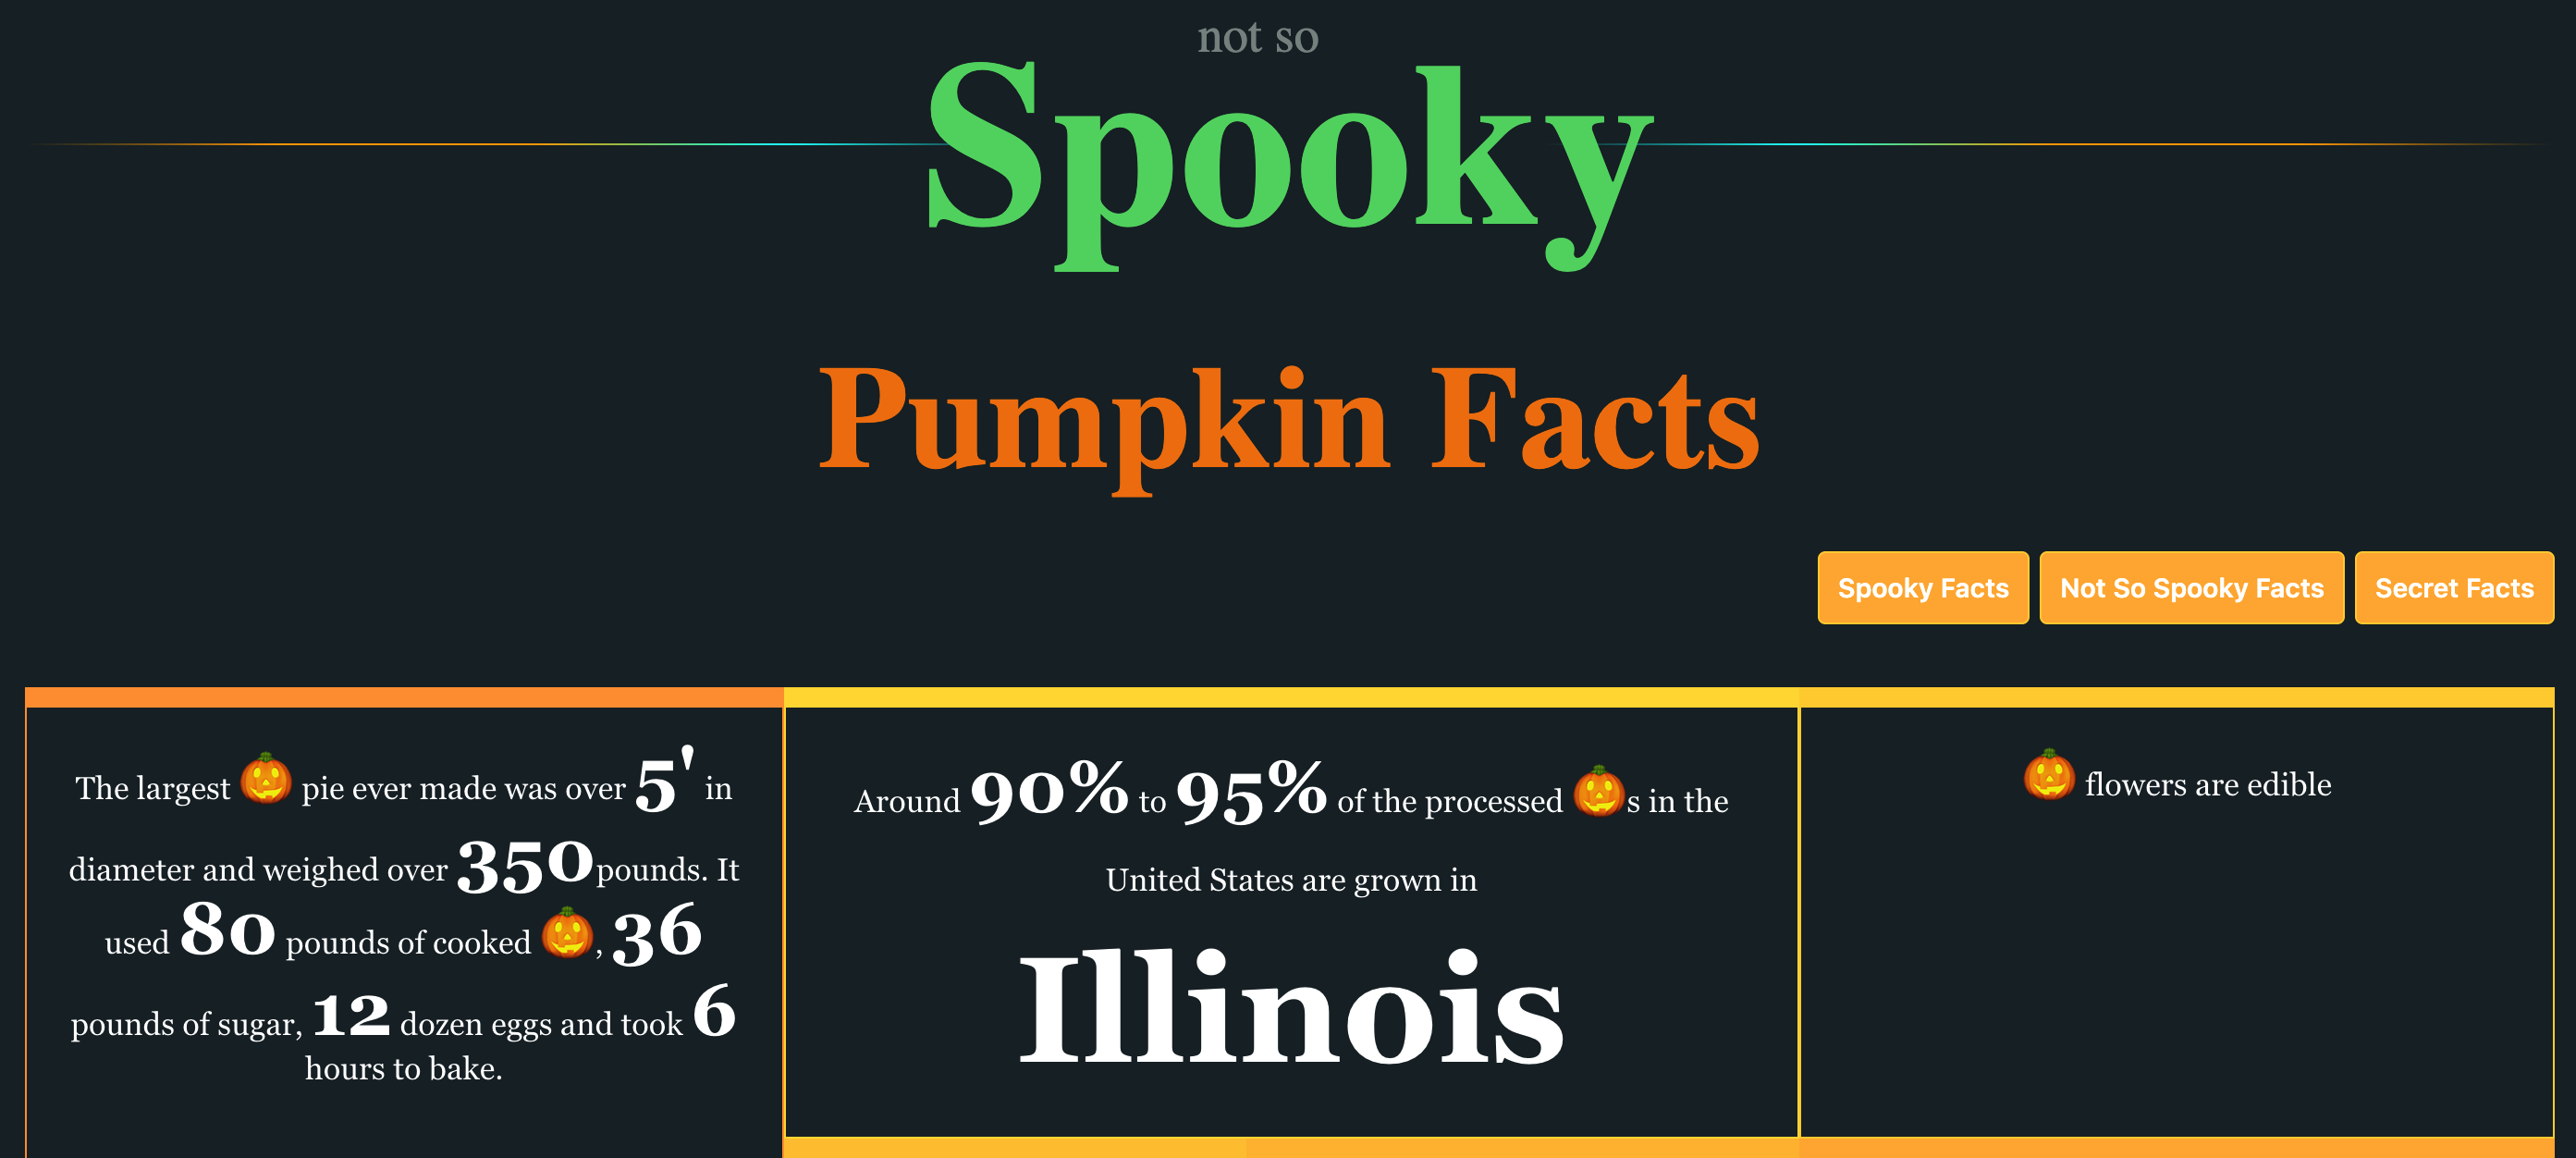 not so
Spooky
Pumpkin Facts
Spooky Facts
Not So Spooky Facts
Secret Facts
The largest 🎃 pie ever made was over 5' in
diameter and weighed over 350pounds. It
used 80 pounds of cooked 🎃, 36
pounds of sugar, 12 dozen eggs and took 6
hours to bake.
Around 90% to 95% of the processed 🎃s in the
United States are grown in
Illinois
🎃 flowers are edible